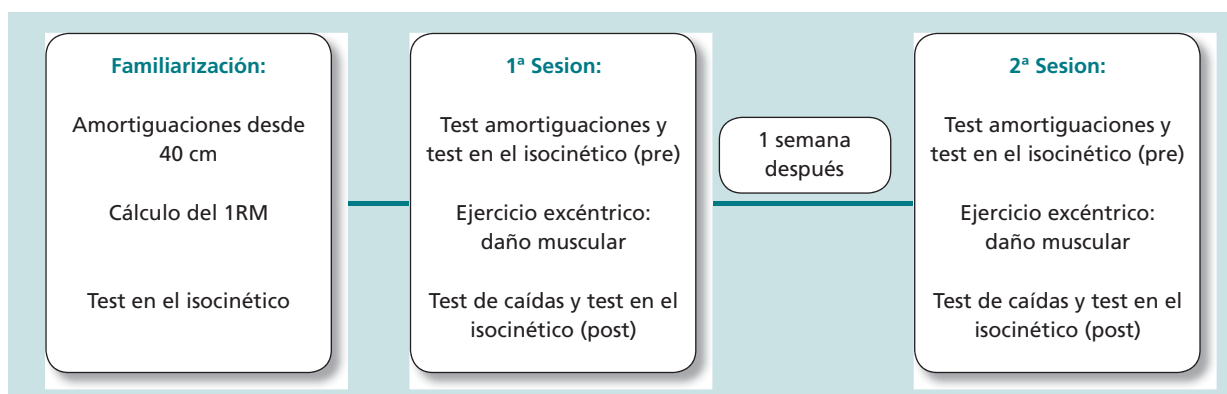 Familiarización:
Amortiguaciones desde
40 cm
Cálculo del 1RM
Test en el isocinético
1ª Sesion:
Test amortiguaciones y
test en el isocinético (pre)
Ejercicio excéntrico:
daño muscular
Test de caídas y test en el
isocinético (post)
1 semana
después
2ª Sesion:
Test amortiguaciones y
test en el isocinético (pre)
Ejercicio excéntrico:
daño muscular
Test de caídas y test en el
isocinético (post)